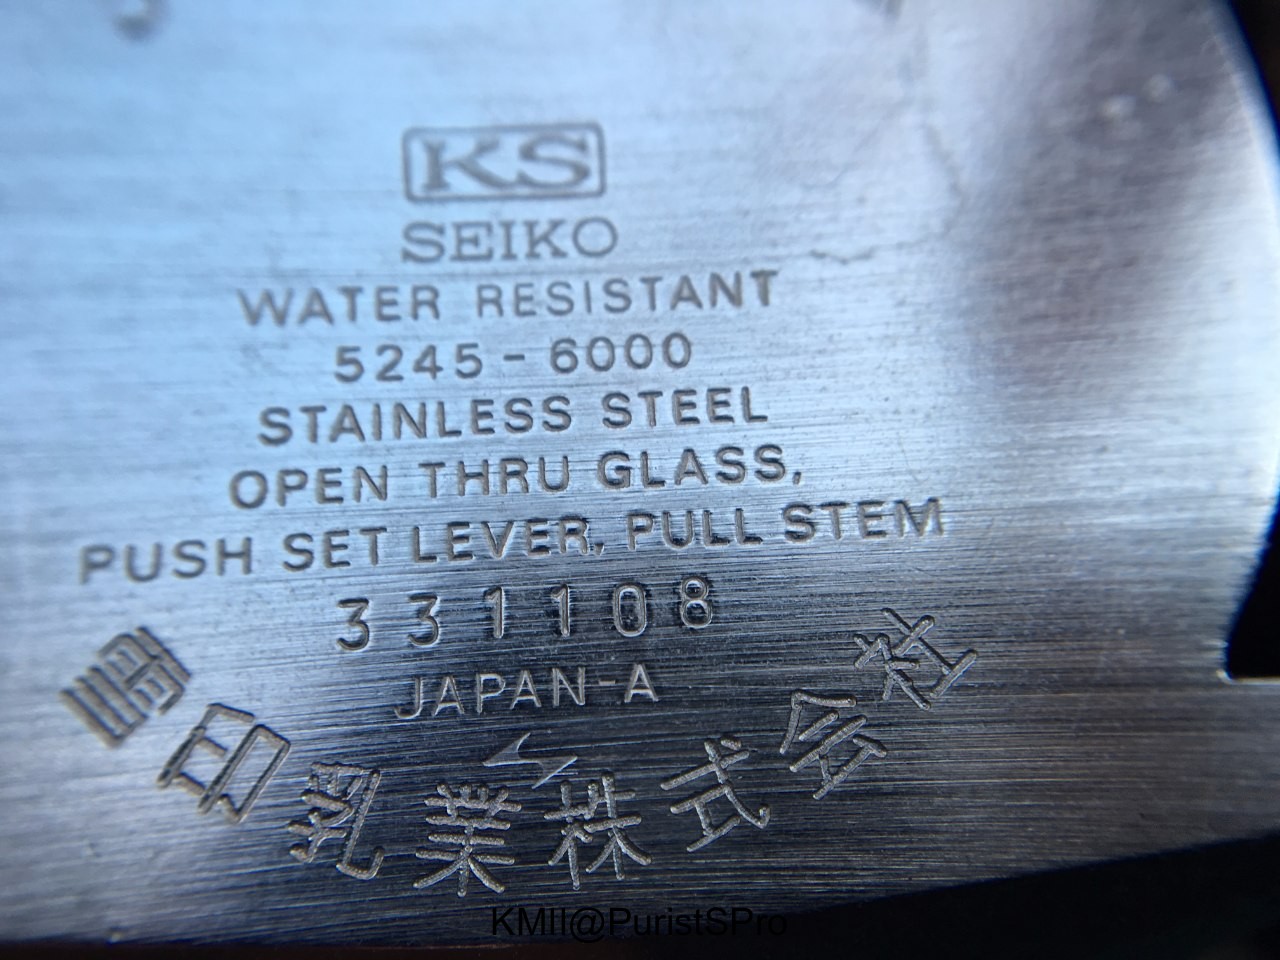 KS
SEIKO
WATER RESISTANT
5245-6000
STAINLESS STEEL
OPEN THRU GLASS,
PUSH SET LEVER, PULL STEM
331108
JAPAN-A
雪印乳業株式会社
KMII@PuristSPro